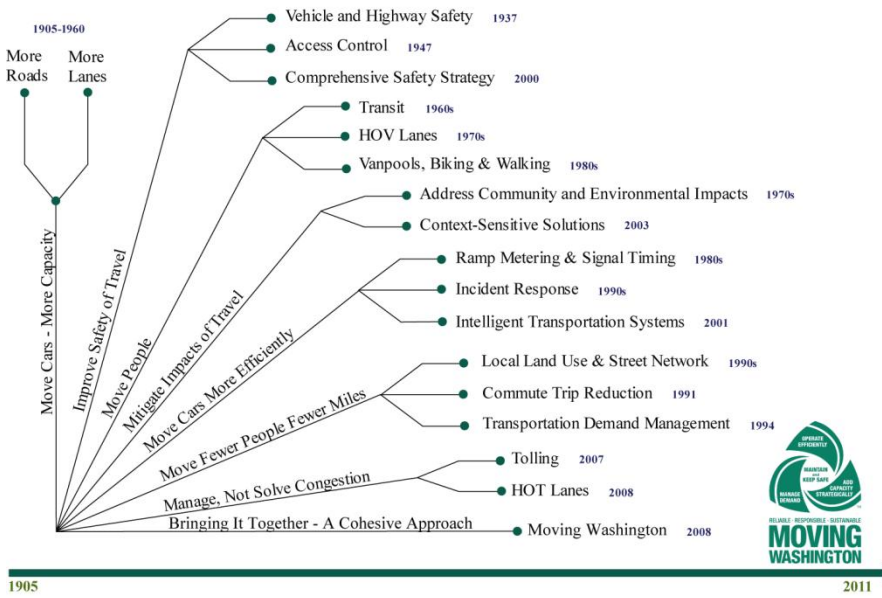 1905-1960
More
Roads
More
Lanes
Move Cars - More Capacity
Improve Safety of Travel
Vehicle and Highway Safety 1937
Access Control 1947
Comprehensive Safety Strategy 2000
Move People
Transit 1960s
HOV Lanes 1970s
Vanpools, Biking & Walking 1980s
Mitigate Impacts of Travel
Address Community and Environmental Impacts 1970s
Context-Sensitive Solutions 2003
Move Cars More Efficiently
Ramp Metering & Signal Timing 1980s
Incident Response 1990s
Intelligent Transportation Systems 2001
Move Fewer People Fewer Miles
Local Land Use & Street Network 1990s
Commute Trip Reduction 1991
Transportation Demand Management 1994
Manage, Not Solve Congestion
Tolling 2007
HOT Lanes 2008
Bringing It Together - A Cohesive Approach
Moving Washington 2008
OPERATE
EFFICIENTLY
MAINTAIN
and
KEEP SAFE
MANAGE
DEMAND
ADD
CAPACITY
STRATEGICALLY
RELIABLE · RESPONSIBLE · SUSTAINABLE
MOVING
WASHINGTON
1905
2011